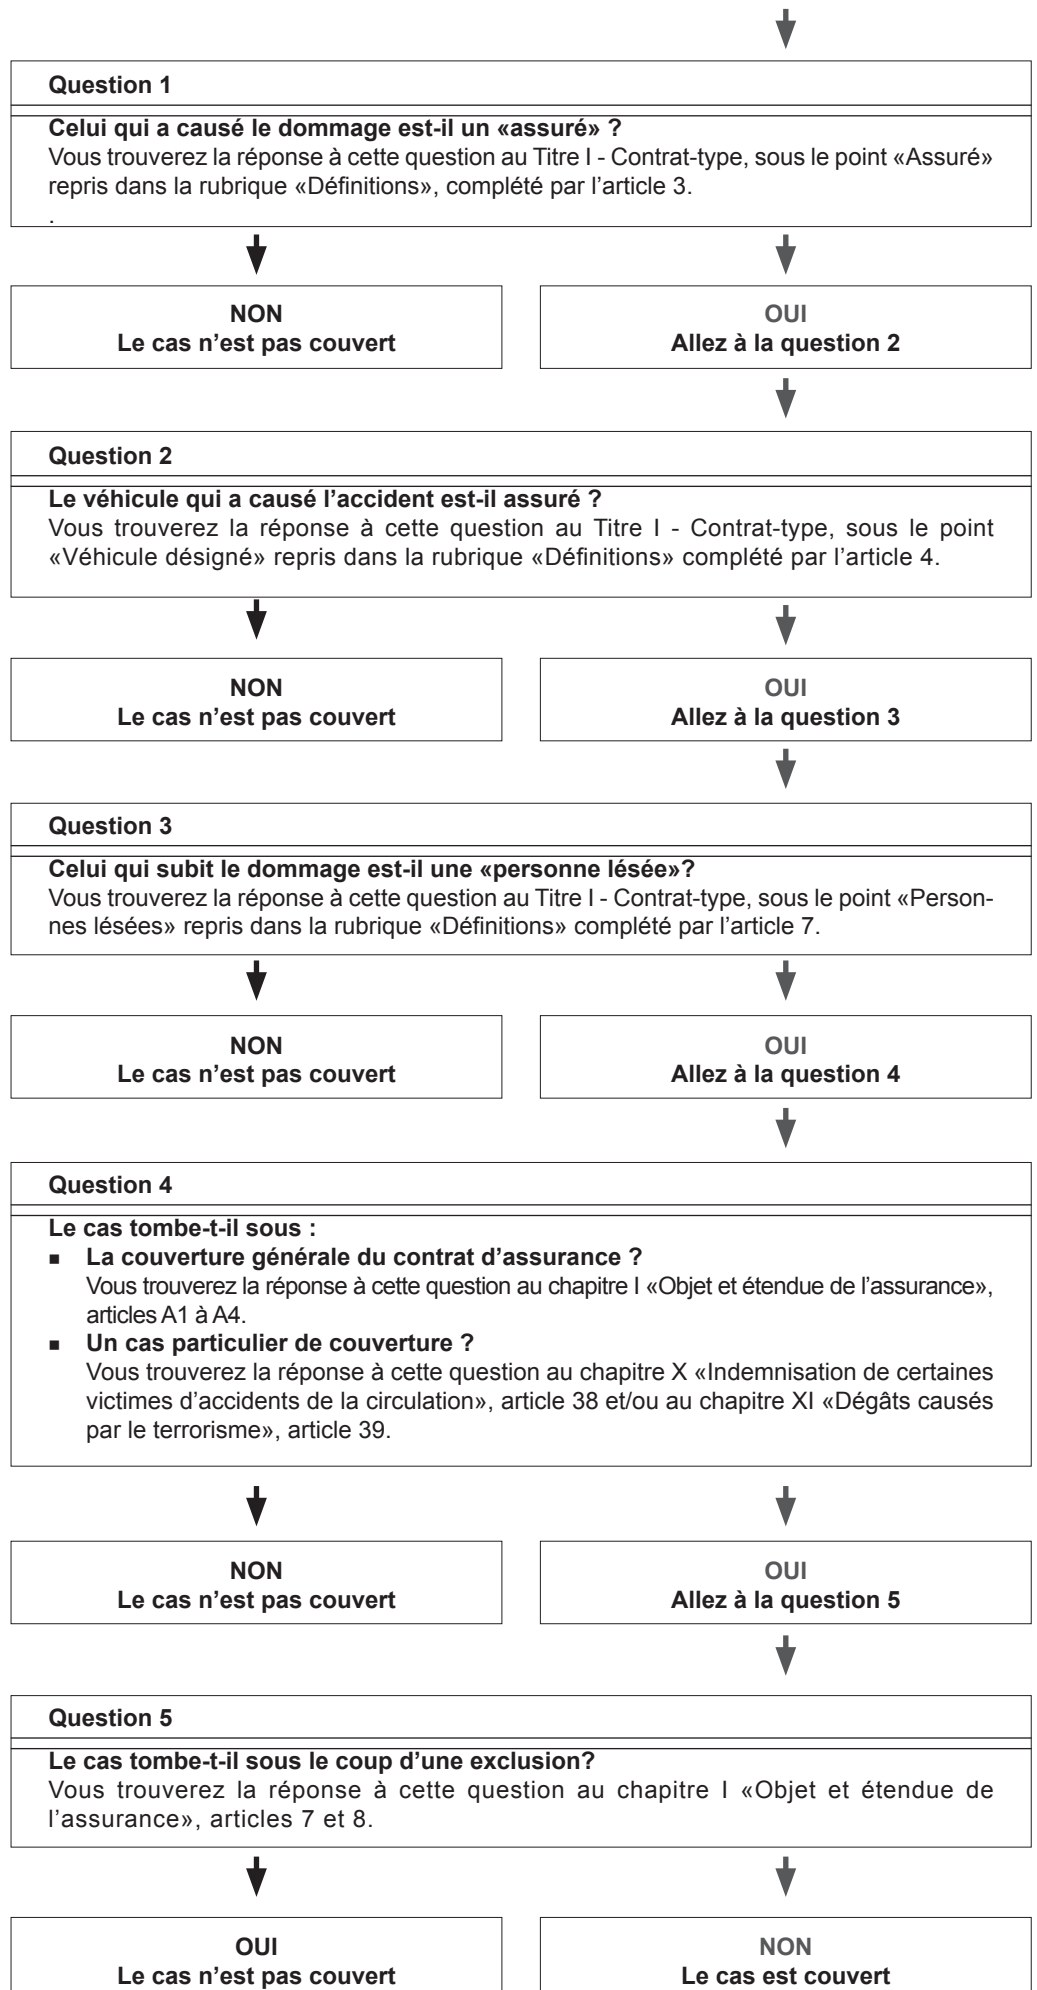 Question 1
Celui qui a causé le dommage est-il un «assuré» ?
Vous trouverez la réponse à cette question au Titre I - Contrat-type, sous le point «Assuré»
repris dans la rubrique «Définitions», complété par l’article 3.
.
NON
Le cas n’est pas couvert
OUI
Allez à la question 2
Question 2
Le véhicule qui a causé l’accident est-il assuré ?
Vous trouverez la réponse à cette question au Titre I - Contrat-type, sous le point
«Véhicule désigné» repris dans la rubrique «Définitions» complété par l’article 4.
NON
Le cas n’est pas couvert
OUI
Allez à la question 3
Question 3
Celui qui subit le dommage est-il une «personne lésée»?
Vous trouverez la réponse à cette question au Titre I - Contrat-type, sous le point «Person-
nes lésées» repris dans la rubrique «Définitions» complété par l’article 7.
NON
Le cas n’est pas couvert
OUI
Allez à la question 4
Question 4
Le cas tombe-t-il sous :
■ La couverture générale du contrat d’assurance ?
Vous trouverez la réponse à cette question au chapitre I «Objet et étendue de l’assurance»,
articles A1 à A4.
■ Un cas particulier de couverture ?
Vous trouverez la réponse à cette question au chapitre X «Indemnisation de certaines
victimes d’accidents de la circulation», article 38 et/ou au chapitre XI «Dégâts causés
par le terrorisme», article 39.
NON
Le cas n’est pas couvert
OUI
Allez à la question 5
Question 5
Le cas tombe-t-il sous le coup d’une exclusion?
Vous trouverez la réponse à cette question au chapitre I «Objet et étendue de
l’assurance», articles 7 et 8.
OUI
Le cas n’est pas couvert
NON
Le cas est couvert